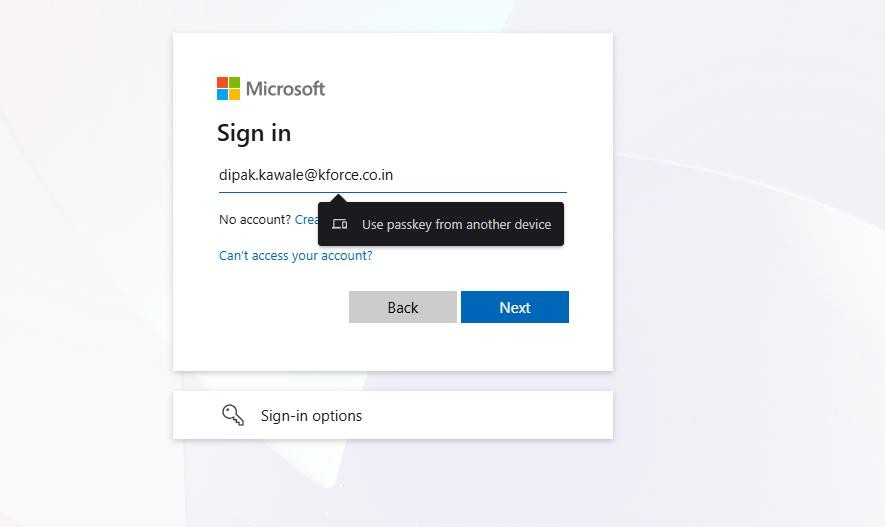 Microsoft
Sign in
dipak.kawale@kforce.co.in
No account? Crea
Use passkey from another device
Can't access your account?
Back
Next
Sign-in options